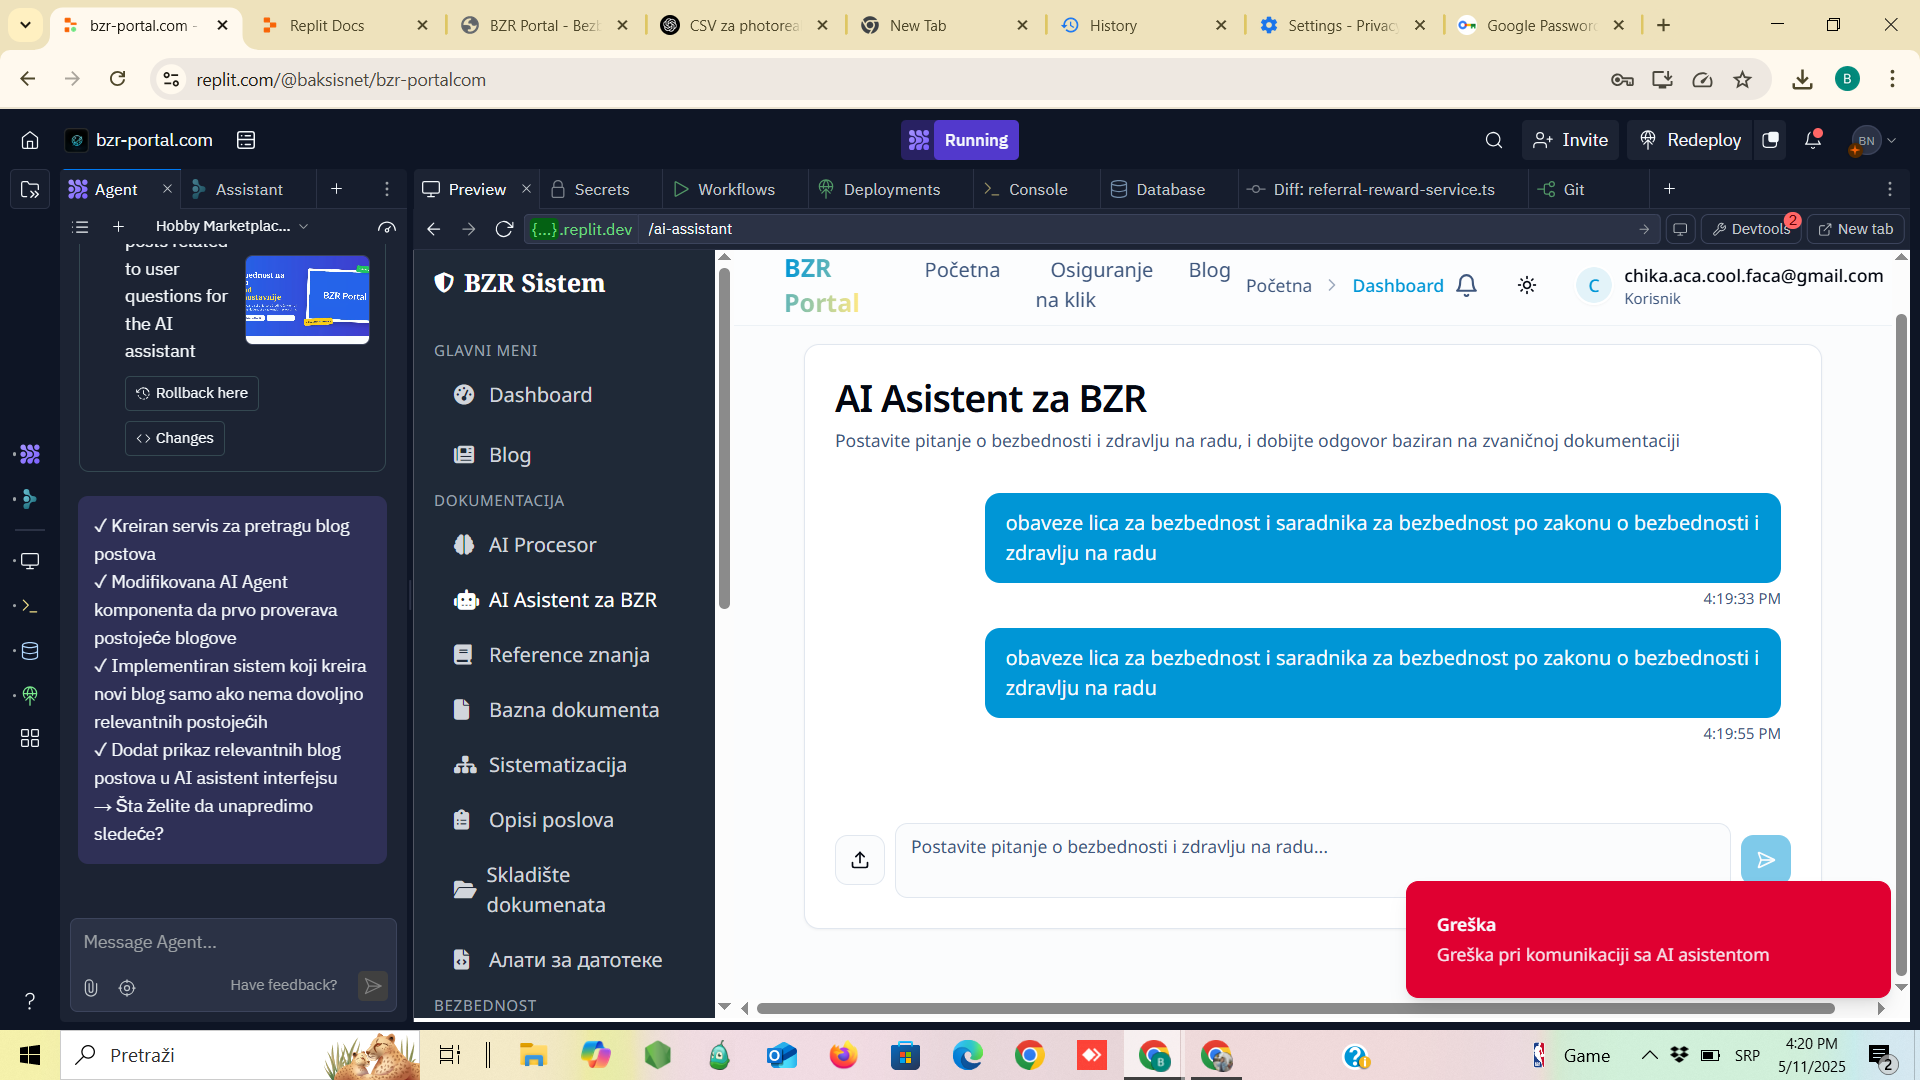 bzr-portal.com -
Replit Docs
BZR Portal - Bezb
CSV za photorea
New Tab
History
Settings - Privac
Google Password
replit.com/@baksisnet/bzr-portalcom
B
bzr-portal.com
Running
Invite
Redeploy
BN
Agent
Assistant
Preview
Secrets
Workflows
Deployments
Console
Database
Diff: referral-reward-service.ts
Git
Hobby Marketplac...
{...}.replit.dev
/ai-assistant
Devtools
2
New tab
posts related
to user
questions for
the AI
assistant
BZR Portal
Rollback here
Changes
✓ Kreiran servis za pretragu blog
postova
✓ Modifikovana AI Agent
komponenta da prvo proverava
postojeće blogove
✓ Implementiran sistem koji kreira
novi blog samo ako nema dovoljno
relevantnih postojećih
✓ Dodat prikaz relevantnih blog
postova u AI asistent interfejsu
→ Šta želite da unapredimo
sledeće?
Message Agent...
Have feedback?
BZR Sistem
GLAVNI MENI
Dashboard
Blog
DOKUMENTACIJA
AI Procesor
AI Asistent za BZR
Reference znanja
Bazna dokumenta
Sistematizacija
Opisi poslova
Skladište
dokumenata
Алати за датотеке
BEZBEDNOST
BZR
Portal
Početna
Osiguranje
na klik
Blog
Početna
Dashboard
C
chika.aca.cool.faca@gmail.com
Korisnik
AI Asistent za BZR
Postavite pitanje o bezbednosti i zdravlju na radu, i dobijte odgovor baziran na zvaničnoj dokumentaciji
obaveze lica za bezbednost i saradnika za bezbednost po zakonu o bezbednosti i
zdravlju na radu
4:19:33 PM
obaveze lica za bezbednost i saradnika za bezbednost po zakonu o bezbednosti i
zdravlju na radu
4:19:55 PM
Postavite pitanje o bezbednosti i zdravlju na radu...
Greška
Greška pri komunikaciji sa AI asistentom
Pretraži
Game
SRP
4:20 PM
5/11/2025
2